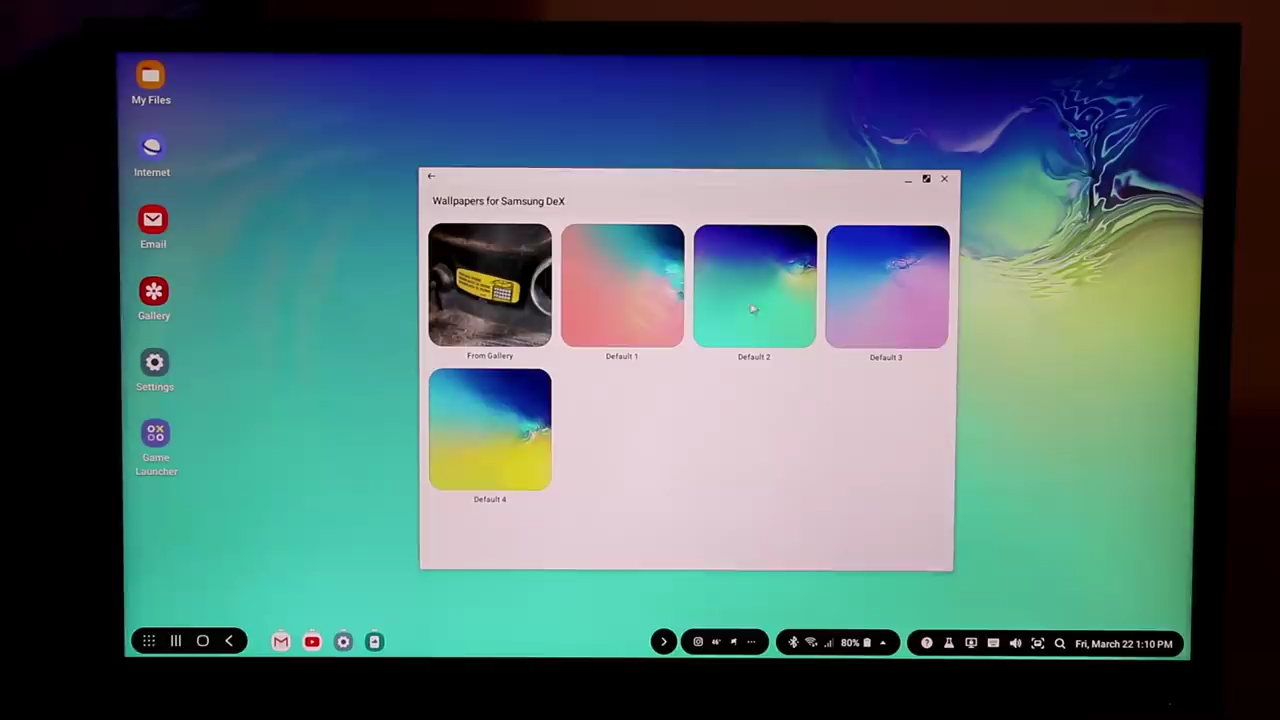 My Files
Internet
Email
Gallery
Settings
Game
Launcher
Wallpapers for Samsung DeX
From Gallery
Default 1
Default 2
Default 3
Default 4
46°
80%
Fri, March 22 1:10 PM